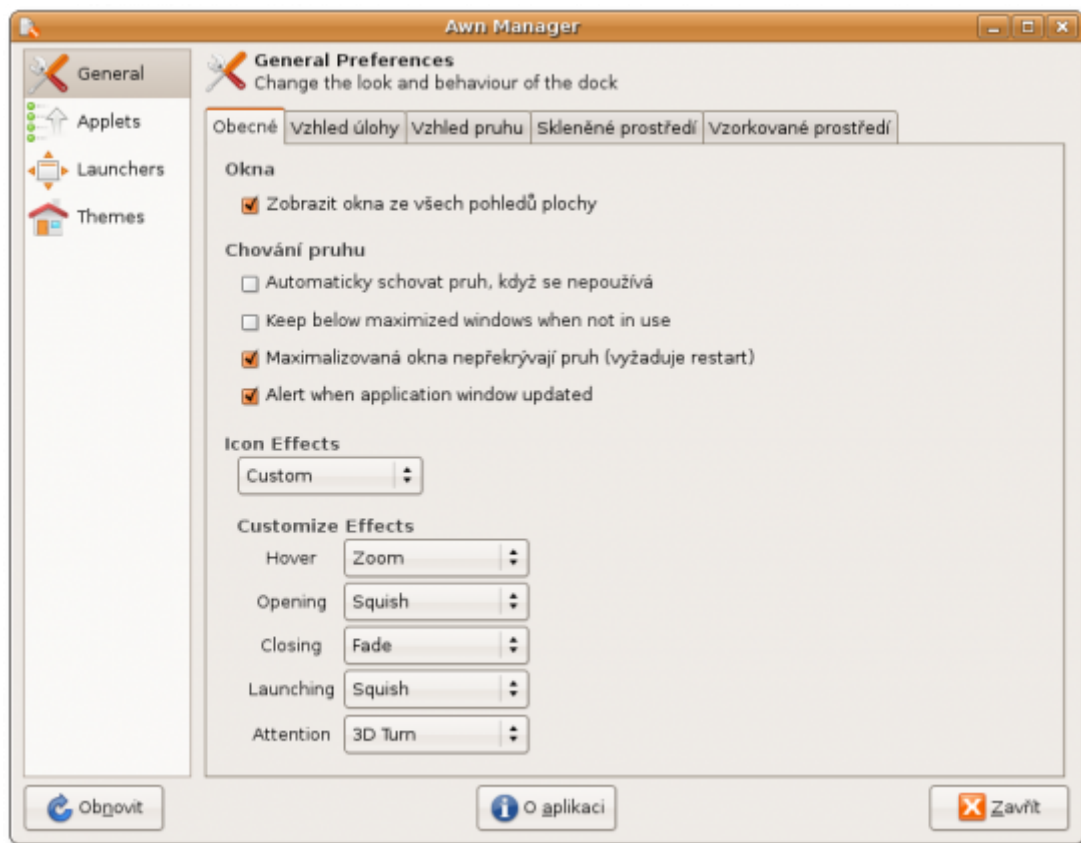 Awn Manager
General
Applets
Launchers
Themes
General Preferences
Change the look and behaviour of the dock
Obecné Vzhled úlohy Vzhled pruhu Skleněné prostředí Vzorkované prostředí
Okna
Zobrazit okna ze všech pohledů plochy
Chování pruhu
Automaticky schovat pruh, když se nepoužívá
Keep below maximized windows when not in use
Maximalizovaná okna nepřekrývají pruh (vyžaduje restart)
Alert when application window updated
Icon Effects
Custom
Customize Effects
Hover Zoom
Opening Squish
Closing Fade
Launching Squish
Attention 3D Turn
Obnovit O aplikaci Zavřít